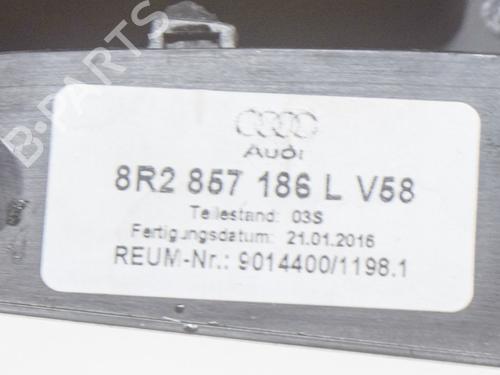 B-PARTS
Audi
8R2 857 186 L V58
Teilestand: 03S
Fertigungsdatum: 21.01.2016
REUM-Nr.: 9014400/1198.1